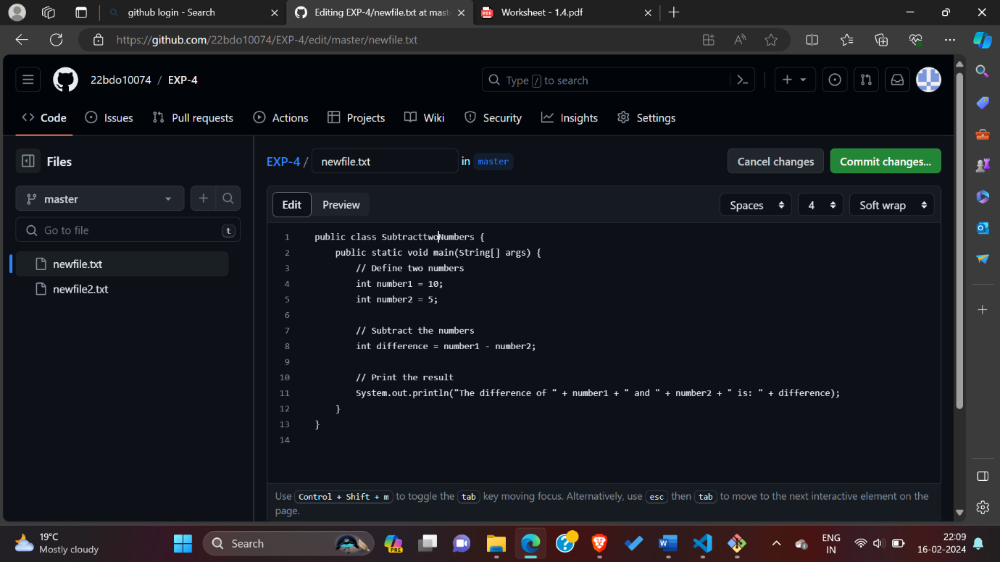 github login - Search
Editing EXP-4/newfile.txt at mast
Worksheet - 1.4.pdf
https://github.com/22bdo10074/EXP-4/edit/master/newfile.txt
22bdo10074 / EXP-4
Type / to search
Code Issues Pull requests Actions Projects Wiki Security Insights Settings
Files
EXP-4 / newfile.txt in master
Cancel changes
Commit changes...
master
Edit Preview
Spaces 4 Soft wrap
Go to file t
newfile.txt
newfile2.txt
1 public class SubtracttwoNumbers {
2 public static void main(String[] args) {
3 // Define two numbers
4 int number1 = 10;
5 int number2 = 5;
6
7 // Subtract the numbers
8 int difference = number1 - number2;
9
10 // Print the result
11 System.out.println("The difference of " + number1 + " and " + number2 + " is: " + difference);
12 }
13 }
14
Use Control + Shift + m to toggle the tab key moving focus. Alternatively, use esc then tab to move to the next interactive element on the
page.
19°C
Mostly cloudy
Search
PRE
ENG
IN
22:09
16-02-2024